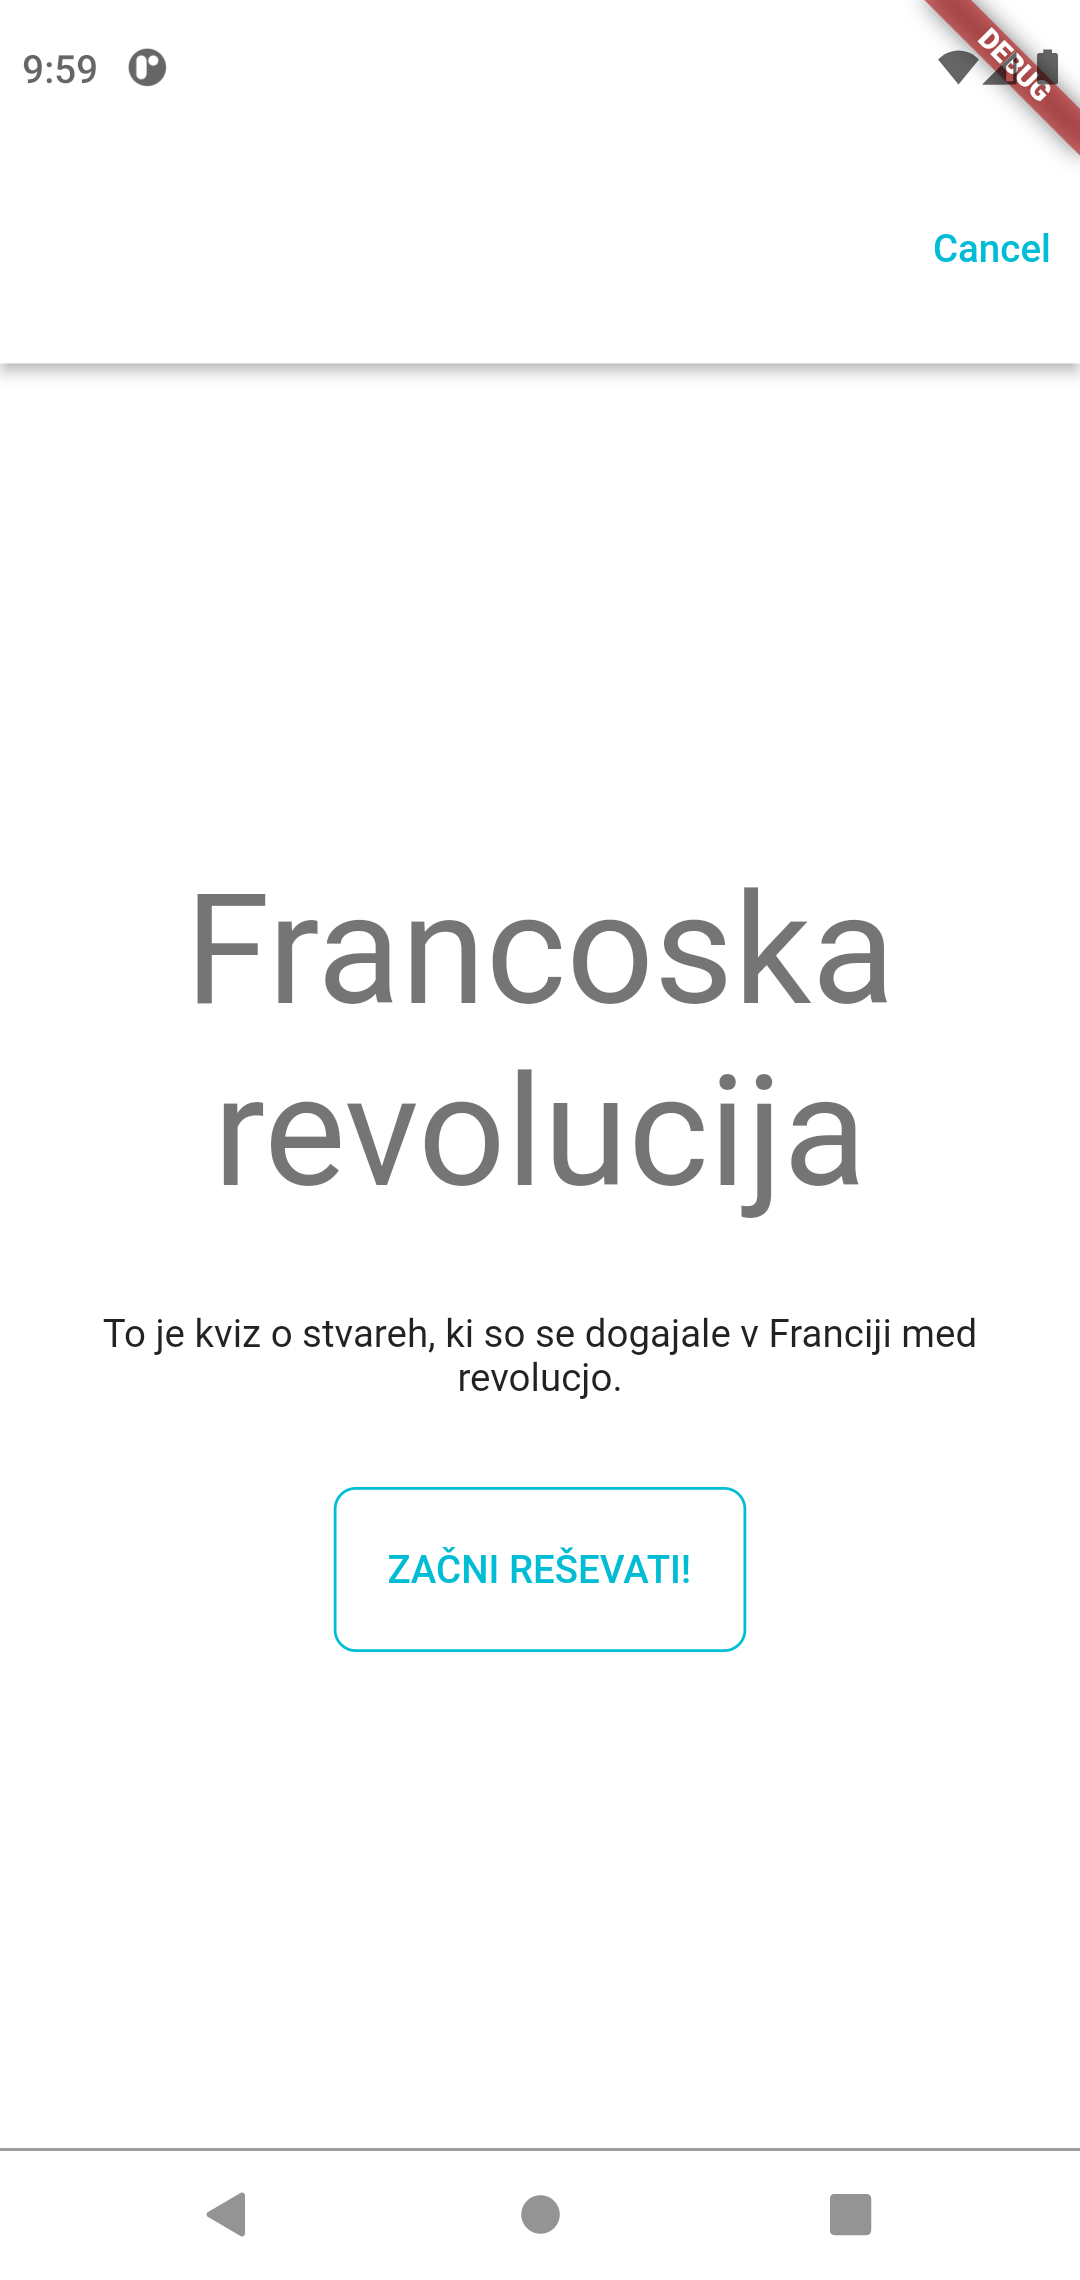 9:59
DEBUG
Cancel
Francoska
revolucija
To je kviz o stvareh, ki so se dogajale v Franciji med
revolucjo.
ZAČNI REŠEVATI!